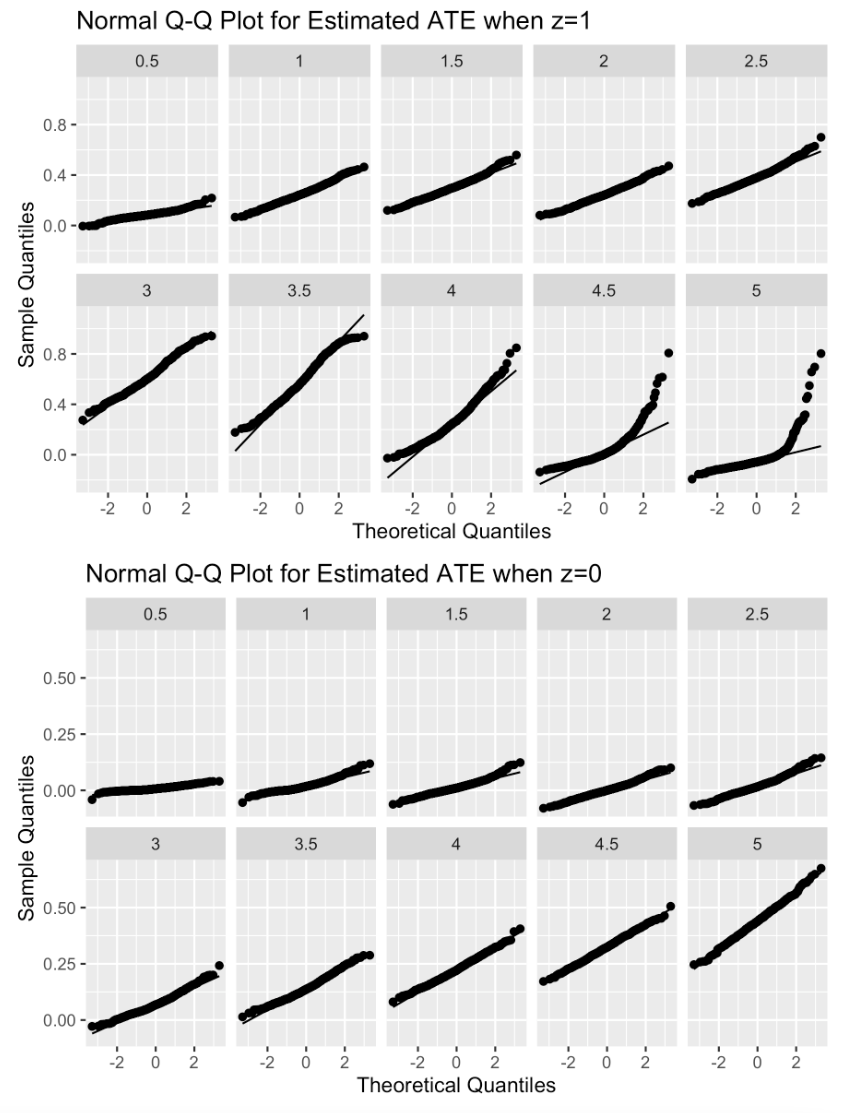 Normal Q-Q Plot for Estimated ATE when z=1
0.5 1 1.5 2 2.5
0.8
0.4
0.0
3 3.5 4 4.5 5
0.8
0.4
0.0
-2 0 2 -2 0 2 -2 0 2 -2 0 2 -2 0 2
Theoretical Quantiles
Sample Quantiles
Normal Q-Q Plot for Estimated ATE when z=0
0.5 1 1.5 2 2.5
0.50
0.25
0.00
3 3.5 4 4.5 5
0.50
0.25
0.00
-2 0 2 -2 0 2 -2 0 2 -2 0 2 -2 0 2
Theoretical Quantiles
Sample Quantiles